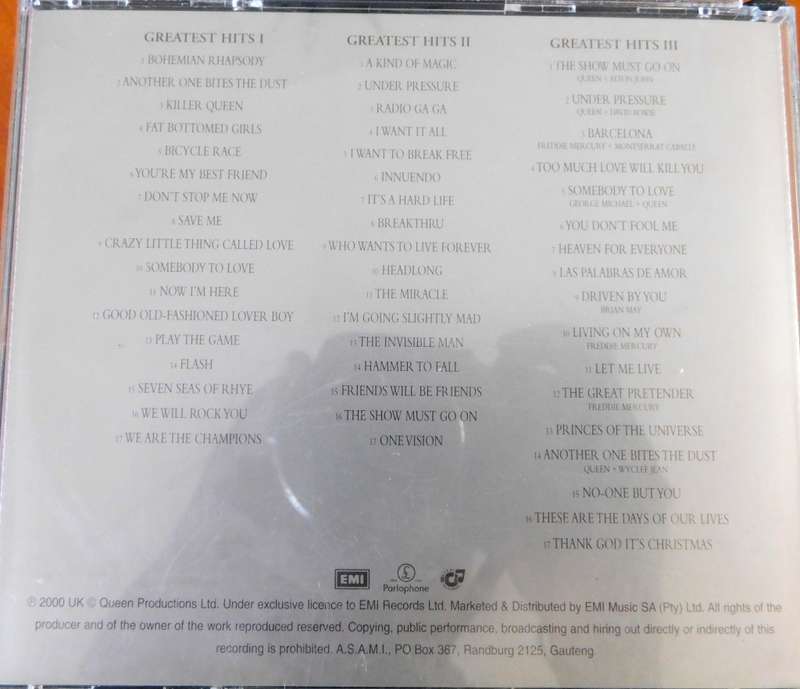 GREATEST HITS I
1 BOHEMIAN RHAPSODY
2 ANOTHER ONE BITES THE DUST
3 KILLER QUEEN
4 FAT BOTTOMED GIRLS
5 BICYCLE RACE
6 YOU'RE MY BEST FRIEND
7 DON'T STOP ME NOW
8 SAVE ME
9 CRAZY LITTLE THING CALLED LOVE
10 SOMEBODY TO LOVE
11 NOW I'M HERE
12 GOOD OLD-FASHIONED LOVER BOY
13 PLAY THE GAME
14 FLASH
15 SEVEN SEAS OF RHYE
16 WE WILL ROCK YOU
17 WE ARE THE CHAMPIONS
GREATEST HITS II
1 A KIND OF MAGIC
2 UNDER PRESSURE
3 RADIO GA GA
4 I WANT IT ALL
5 I WANT TO BREAK FREE
6 INNUENDO
7 IT'S A HARD LIFE
8 BREAKTHRU
9 WHO WANTS TO LIVE FOREVER
10 HEADLONG
11 THE MIRACLE
12 I'M GOING SLIGHTLY MAD
13 THE INVISIBLE MAN
14 HAMMER TO FALL
15 FRIENDS WILL BE FRIENDS
16 THE SHOW MUST GO ON
17 ONE VISION
GREATEST HITS III
1 THE SHOW MUST GO ON
QUEEN + ELTON JOHN
2 UNDER PRESSURE
QUEEN + DAVID BOWIE
3 BARCELONA
FREDDIE MERCURY + MONTSERRAT CABALLÉ
4 TOO MUCH LOVE WILL KILL YOU
5 SOMEBODY TO LOVE
GEORGE MICHAEL + QUEEN
6 YOU DON'T FOOL ME
7 HEAVEN FOR EVERYONE
8 LAS PALABRAS DE AMOR
9 DRIVEN BY YOU
BRIAN MAY
10 LIVING ON MY OWN
FREDDIE MERCURY
11 LET ME LIVE
12 THE GREAT PRETENDER
FREDDIE MERCURY
13 PRINCES OF THE UNIVERSE
14 ANOTHER ONE BITES THE DUST
QUEEN + WYCLEF JEAN
15 NO-ONE BUT YOU
16 THESE ARE THE DAYS OF OUR LIVES
17 THANK GOD IT'S CHRISTMAS
EMI
Parlophone
℗ 2000 UK © Queen Productions Ltd. Under exclusive licence to EMI Records Ltd. Marketed & Distributed by EMI Music SA (Pty) Ltd. All rights of the
producer and of the owner of the work reproduced reserved. Copying, public performance, broadcasting and hiring out directly or indirectly of this
recording is prohibited. A.S.A.M.I., PO Box 367, Randburg 2125, Gauteng